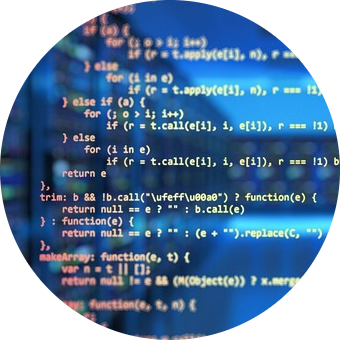 if (a) {
for (; o > i; i++)
if (r = t.apply(e[i], n), r ===
} else
for (i in e)
if (r = t.apply(e[i], n), r === !1)
} else if (a) {
for (; o > i; i++)
if (r = t.call(e[i], i, e[i]), r === !1)
} else
for (i in e)
if (r = t.call(e[i], i, e[i]), r === !1) b
return e
},
trim: b && !b.call("\ufeff\u00a0") ? function(e) {
return null == e ? "" : b.call(e)
} : function(e) {
return null == e ? "" : (e + "").replace(C, "")
},
makeArray: function(e, t) {
var n = t || [];
return null != e && (M(Object(e)) ? x.merge
function(e, t, n) {